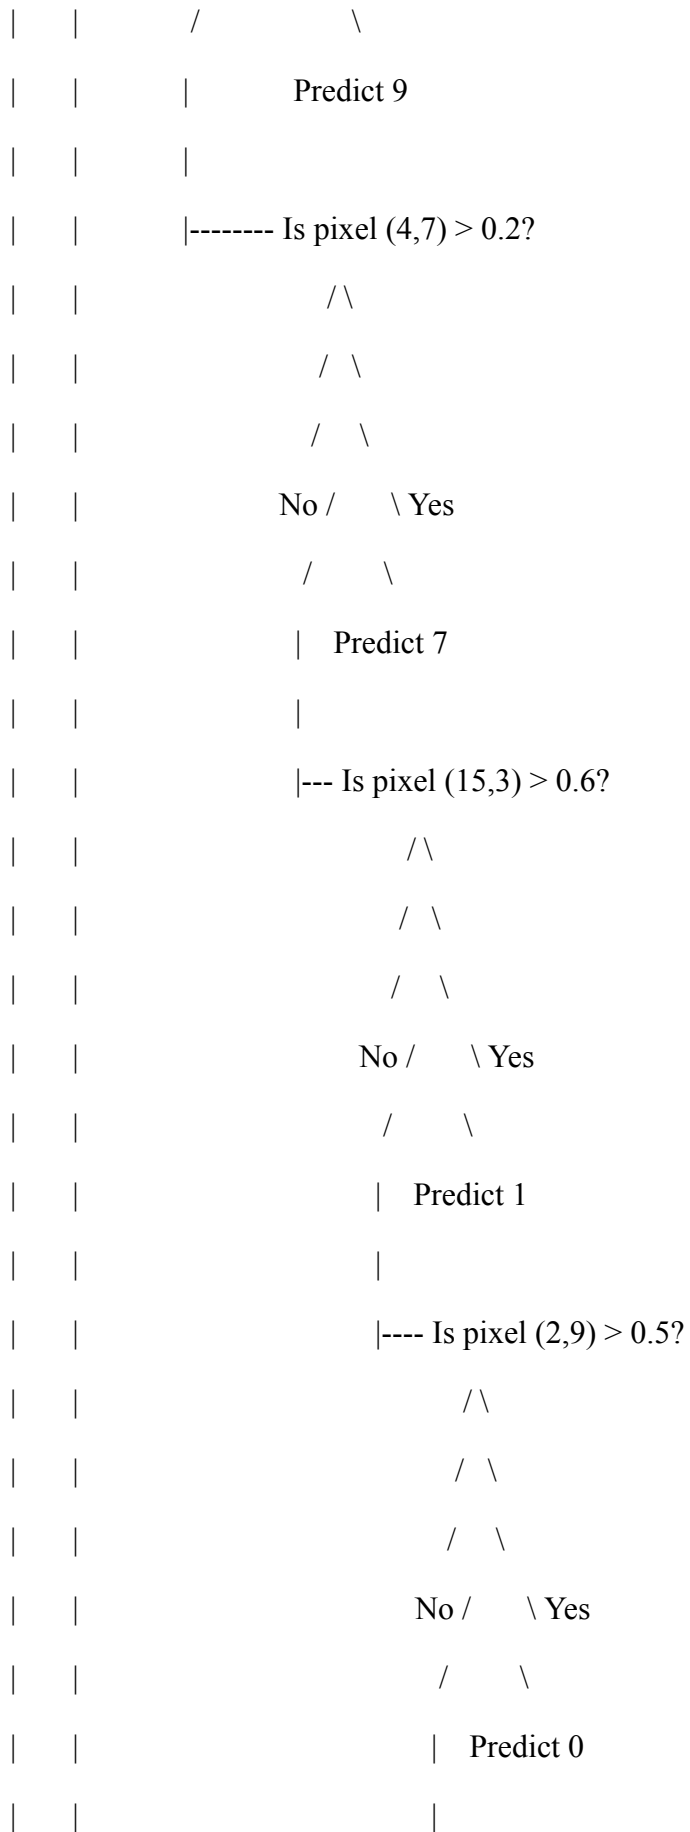 |       |              /                   \
|       |             |             Predict 9
|       |             |
|       |             |-------- Is pixel (4,7) > 0.2?
|       |                               / \
|       |                              /   \
|       |                             /     \
|       |                         No /       \ Yes
|       |                            /         \
|       |                           |    Predict 7
|       |                           |
|       |                           |--- Is pixel (15,3) > 0.6?
|       |                                         / \
|       |                                        /   \
|       |                                       /     \
|       |                                   No /       \ Yes
|       |                                      /         \
|       |                                     |    Predict 1
|       |                                     |
|       |                                     |---- Is pixel (2,9) > 0.5?
|       |                                                / \
|       |                                               /   \
|       |                                              /     \
|       |                                          No /       \ Yes
|       |                                             /         \
|       |                                            |    Predict 0
|       |                                            |